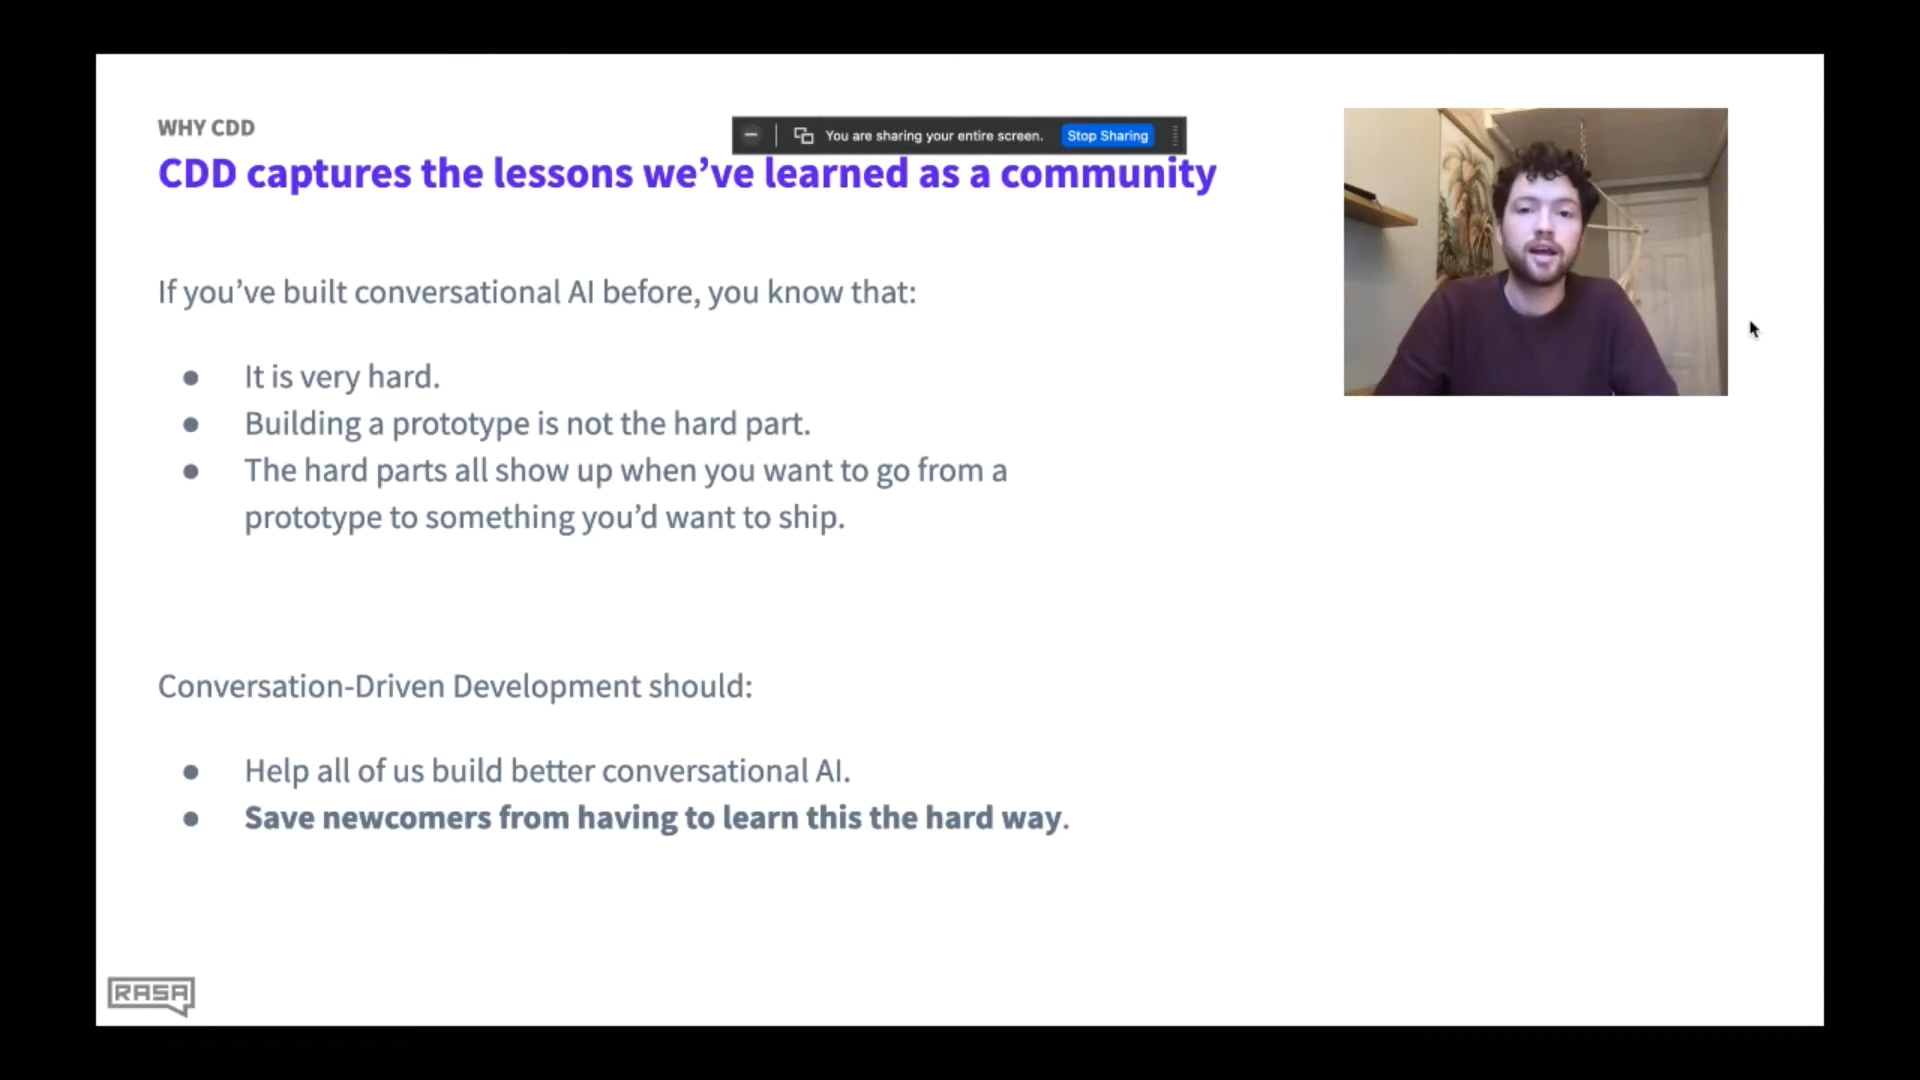 WHY CDD
You are sharing your entire screen. Stop Sharing
CDD captures the lessons we’ve learned as a community
If you’ve built conversational AI before, you know that:
● It is very hard.
● Building a prototype is not the hard part.
● The hard parts all show up when you want to go from a
prototype to something you’d want to ship.
Conversation-Driven Development should:
● Help all of us build better conversational AI.
● Save newcomers from having to learn this the hard way.
RASA